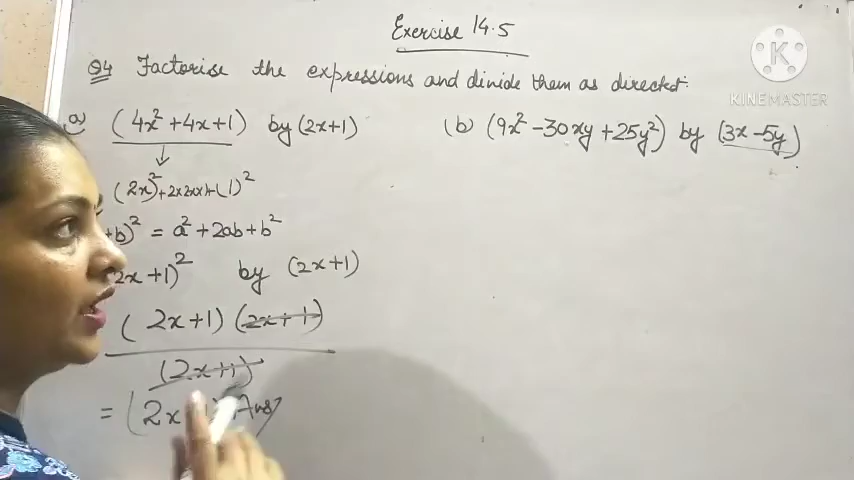 Exercise 14.5
Q4 Factorise the expressions and divide them as directed.
a) (4x² + 4x + 1) by (2x+1)
(b) (9x² - 30xy + 25y²) by (3x - 5y)
(2x)² + 2×2x×1 + (1)²
+b)² = a² + 2ab + b²
2x + 1)² by (2x+1)
(2x+1) (2x+1)
(2x+1)
= (2x Ans
KINEMASTER